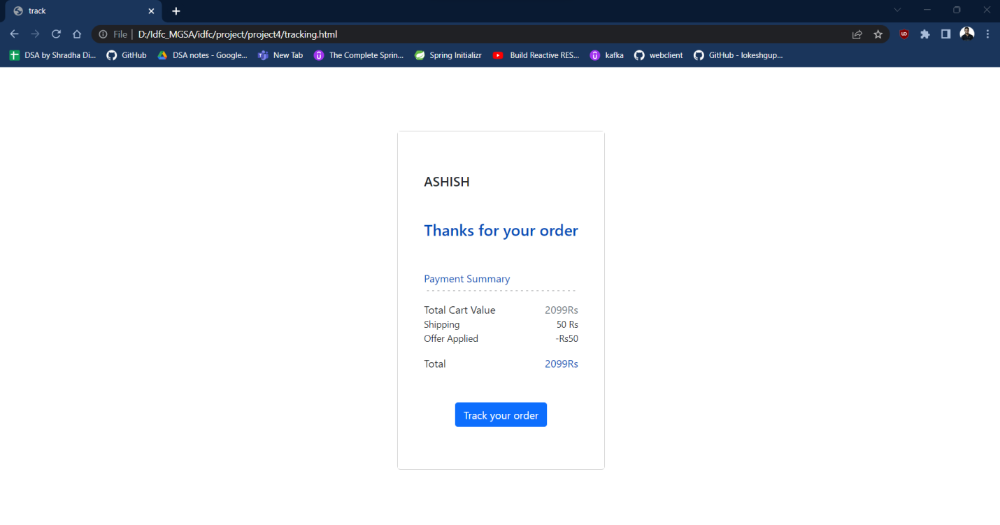 track
File | D:/Idfc_MGSA/idfc/project/project4/tracking.html
DSA by Shradha Di... GitHub DSA notes - Google... New Tab The Complete Sprin... Spring Initializr Build Reactive RES... kafka webclient GitHub - lokeshgup...
ASHISH
Thanks for your order
Payment Summary
Total Cart Value 2099Rs
Shipping 50 Rs
Offer Applied -Rs50
Total 2099Rs
Track your order